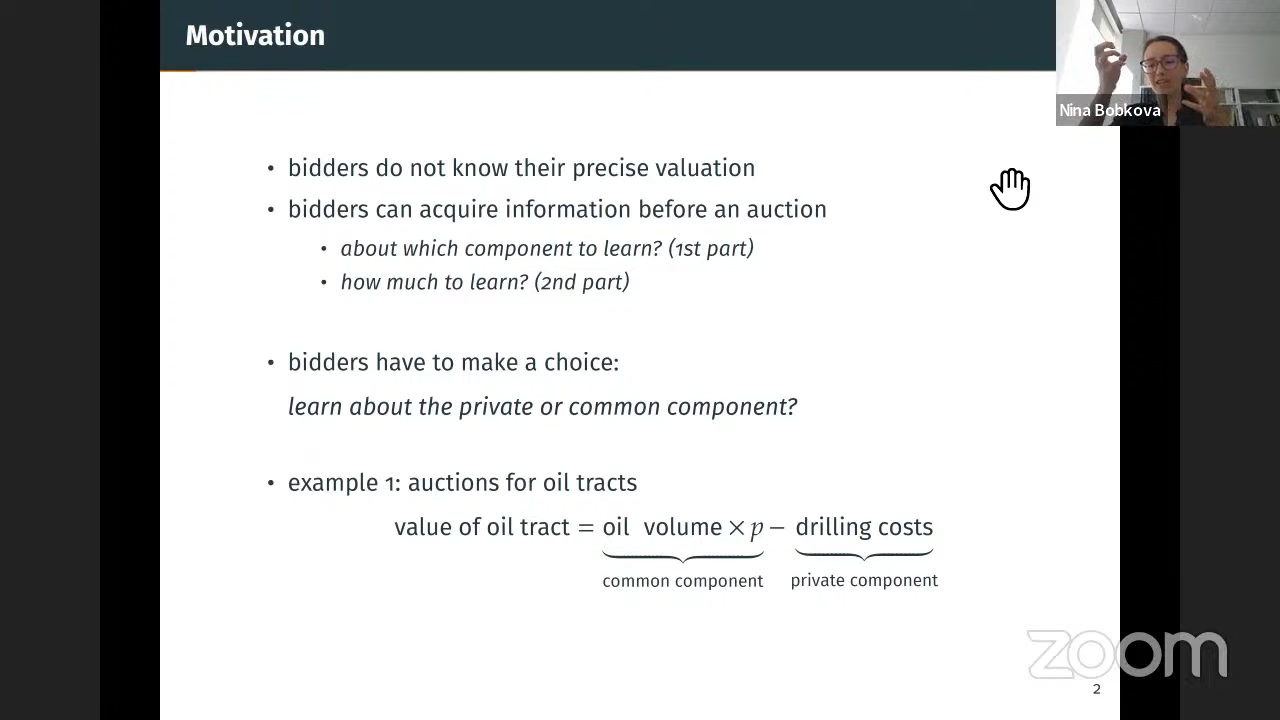 Motivation
Nina Bobkova
• bidders do not know their precise valuation
• bidders can acquire information before an auction
• about which component to learn? (1st part)
• how much to learn? (2nd part)
• bidders have to make a choice:
learn about the private or common component?
• example 1: auctions for oil tracts
value of oil tract = oil volume × p − drilling costs
common component private component
zoom
2